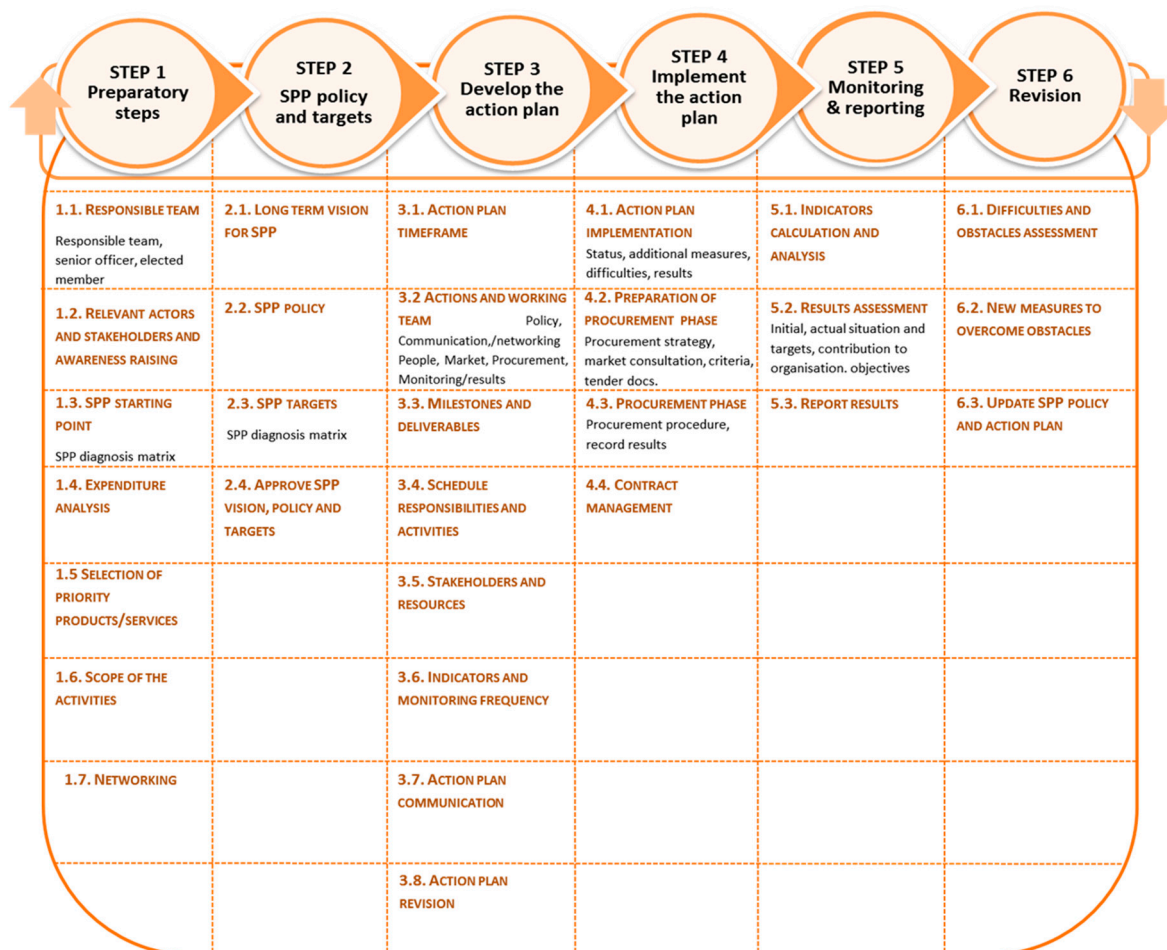 STEP 1
Preparatory
steps
STEP 2
SPP policy
and targets
STEP 3
Develop the
action plan
STEP 4
Implement
the action
plan
STEP 5
Monitoring
& reporting
STEP 6
Revision
1.1. RESPONSIBLE TEAM
Responsible team,
senior officer, elected
member
2.1. LONG TERM VISION
FOR SPP
3.1. ACTION PLAN
TIMEFRAME
4.1. ACTION PLAN
IMPLEMENTATION
Status, additional measures,
difficulties, results
5.1. INDICATORS
CALCULATION AND
ANALYSIS
6.1. DIFFICULTIES AND
OBSTACLES ASSESSMENT
1.2. RELEVANT ACTORS
AND STAKEHOLDERS AND
AWARENESS RAISING
2.2. SPP POLICY
3.2 ACTIONS AND WORKING
TEAM Policy,
Communication,/networking
People, Market, Procurement,
Monitoring/results
4.2. PREPARATION OF
PROCUREMENT PHASE
Procurement strategy,
market consultation, criteria,
tender docs.
5.2. RESULTS ASSESSMENT
Initial, actual situation and
targets, contribution to
organisation. objectives
6.2. NEW MEASURES TO
OVERCOME OBSTACLES
1.3. SPP STARTING
POINT
SPP diagnosis matrix
2.3. SPP TARGETS
SPP diagnosis matrix
3.3. MILESTONES AND
DELIVERABLES
4.3. PROCUREMENT PHASE
Procurement procedure,
record results
5.3. REPORT RESULTS
6.3. UPDATE SPP POLICY
AND ACTION PLAN
1.4. EXPENDITURE
ANALYSIS
2.4. APPROVE SPP
VISION, POLICY AND
TARGETS
3.4. SCHEDULE
RESPONSIBILITIES AND
ACTIVITIES
4.4. CONTRACT
MANAGEMENT
1.5 SELECTION OF
PRIORITY
PRODUCTS/SERVICES
3.5. STAKEHOLDERS AND
RESOURCES
1.6. SCOPE OF THE
ACTIVITIES
3.6. INDICATORS AND
MONITORING FREQUENCY
1.7. NETWORKING
3.7. ACTION PLAN
COMMUNICATION
3.8. ACTION PLAN
REVISION